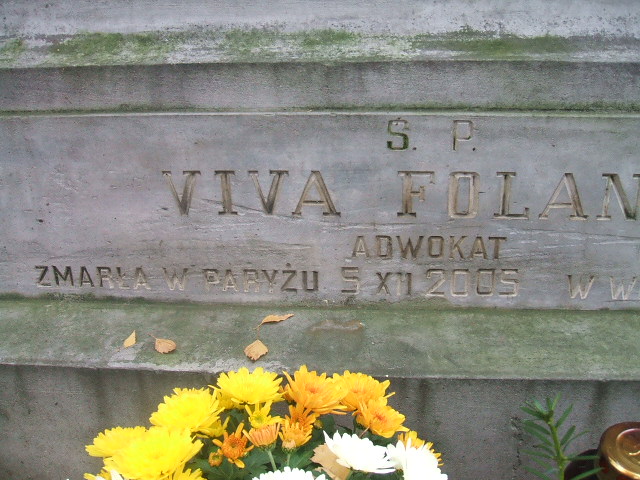 Ś. P.
VIVA FOLAN
ADWOKAT
ZMARŁA W PARYŻU 5 XII 2005 W W